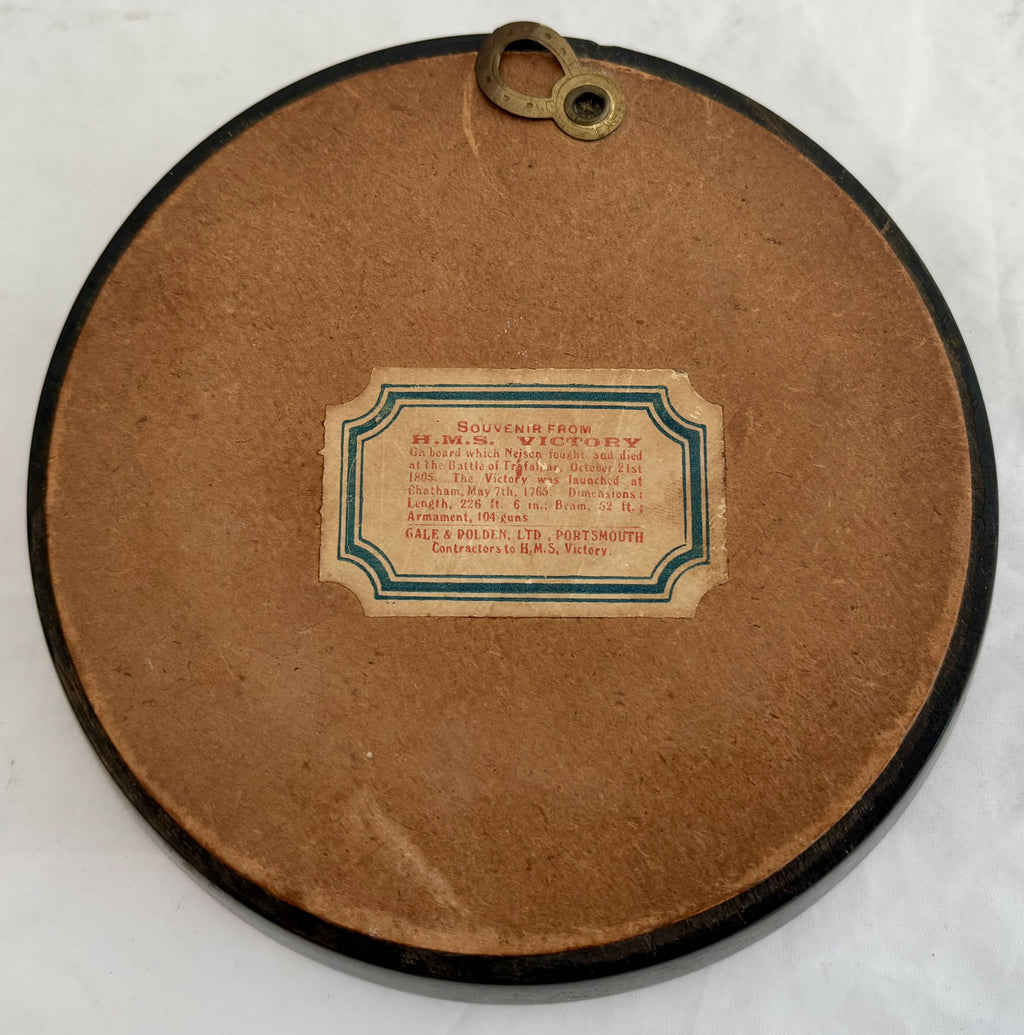 SOUVENIR FROM
H.M.S. VICTORY
On board which Nelson fought and died
at the Battle of Trafalgar, October 21st
1805. The Victory was launched at
Chatham, May 7th, 1765 Dimensions:
Length, 226 ft. 6 in.; Beam, 52 ft.;
Armament, 104 guns
GALE & POLDEN, LTD., PORTSMOUTH
Contractors to H.M.S, Victory.